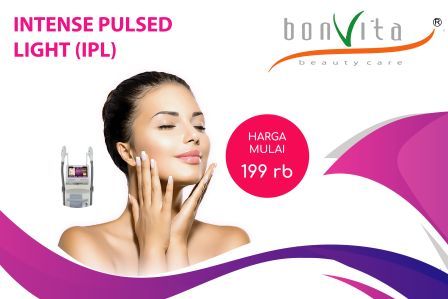 INTENSE PULSED
LIGHT (IPL)
bonVita®
beauty care
HARGA
MULAI
199 rb